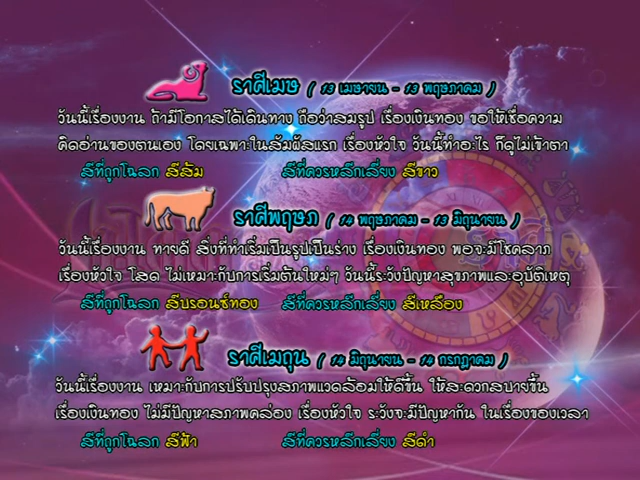 ราศีเมษ ( 13 เมษายน - 13 พฤษภาคม )
วันนี้เรื่องงาน ถ้ามีโอกาสได้เดินทาง ถือว่าสมรูป เรื่องเงินทอง ขอให้เชื่อความ
คิดอ่านของตนเอง โดยเฉพาะในสัมผัสแรก เรื่องหัวใจ วันนี้ทำอะไร ก็ดูไม่เข้าตา
สีที่ถูกโฉลก สีส้ม สีที่ควรหลีกเลี่ยง สีขาว
ราศีพฤษภ ( 14 พฤษภาคม - 13 มิถุนายน )
วันนี้เรื่องงาน ทายดี สิ่งที่ทำเริ่มเป็นรูปเป็นร่าง เรื่องเงินทอง พอจะมีโชคลาภ
เรื่องหัวใจ โสด ไม่เหมาะกับการเริ่มต้นใหม่ๆ วันนี้ระวังปัญหาสุขภาพและอุบัติเหตุ
สีที่ถูกโฉลก สีบรอนซ์ทอง สีที่ควรหลีกเลี่ยง สีเหลือง
ราศีเมถุน ( 14 มิถุนายน - 14 กรกฎาคม )
วันนี้เรื่องงาน เหมาะกับการปรับปรุงสภาพแวดล้อมให้ดีขึ้น ให้สะดวกสบายขึ้น
เรื่องเงินทอง ไม่มีปัญหาสภาพคล่อง เรื่องหัวใจ ระวังจะมีปัญหากัน ในเรื่องของเวลา
สีที่ถูกโฉลก สีฟ้า สีที่ควรหลีกเลี่ยง สีดำ